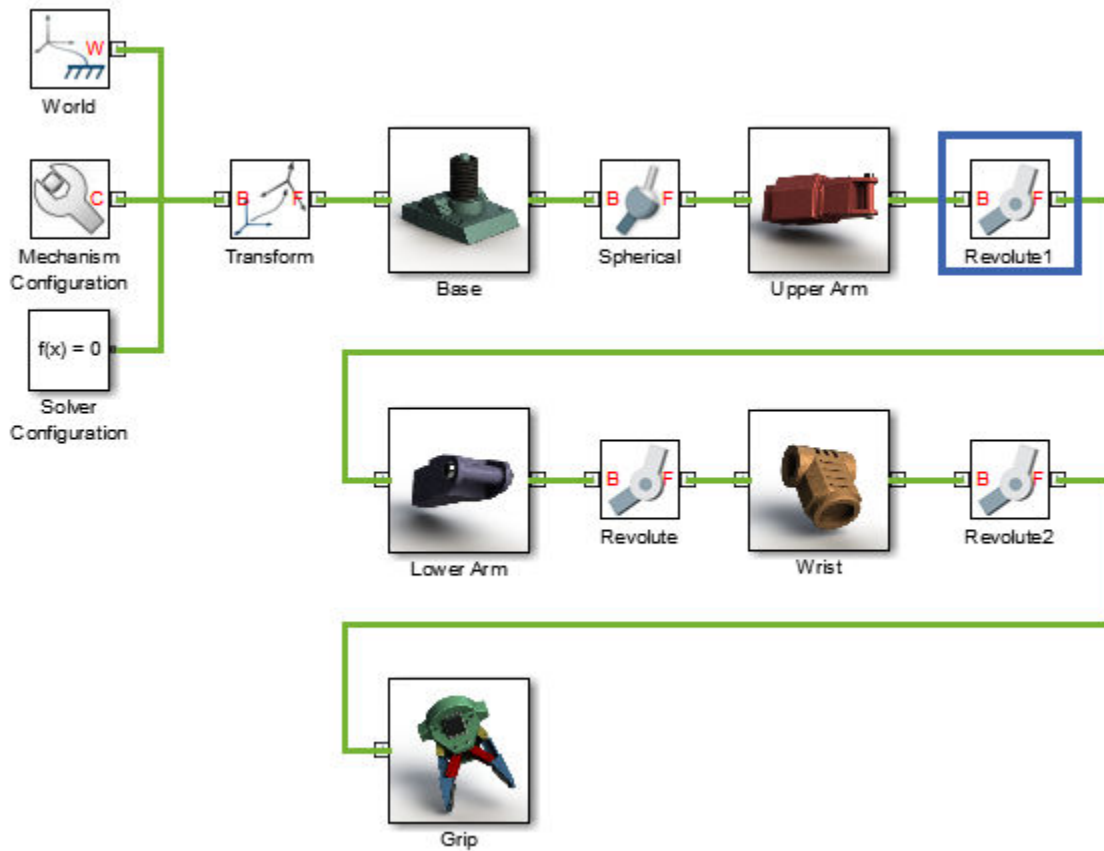 W
World
C
Mechanism
Configuration
f(x) = 0
Solver
Configuration
B F
Transform
Base
B F
Spherical
Upper Arm
B F
Revolute1
Lower Arm
B F
Revolute
Wrist
B F
Revolute2
Grip